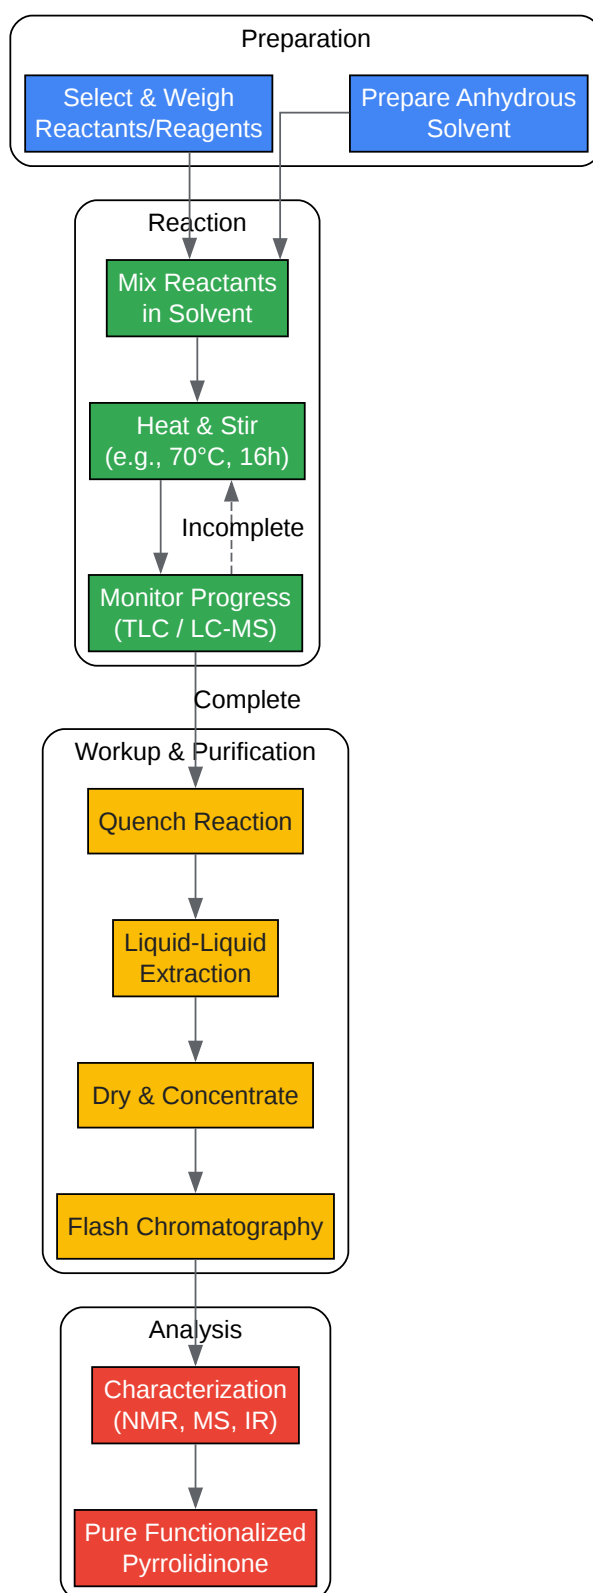 Preparation
Select & Weigh
Reactants/Reagents
Prepare Anhydrous
Solvent
Reaction
Mix Reactants
in Solvent
Heat & Stir
(e.g., 70°C, 16h)
Incomplete
Monitor Progress
(TLC / LC-MS)
Complete
Workup & Purification
Quench Reaction
Liquid-Liquid
Extraction
Dry & Concentrate
Flash Chromatography
Analysis
Characterization
(NMR, MS, IR)
Pure Functionalized
Pyrrolidinone